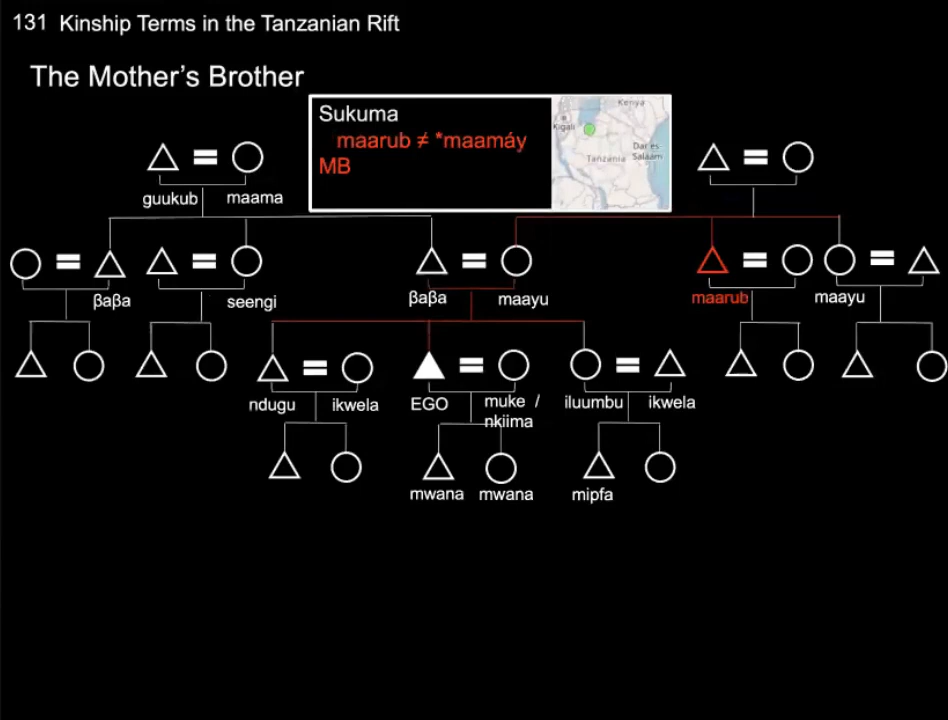 131 Kinship Terms in the Tanzanian Rift
The Mother's Brother
Sukuma
maarub ≠ *maamáy
MB
Kenya
Kigali
Dar es
Salaam
Tanzania
guukub maama
βaβa seengi βaβa maayu maarub maayu
ndugu ikwela EGO muke / iluumbu ikwela
nkiima
mwana mwana mipfa